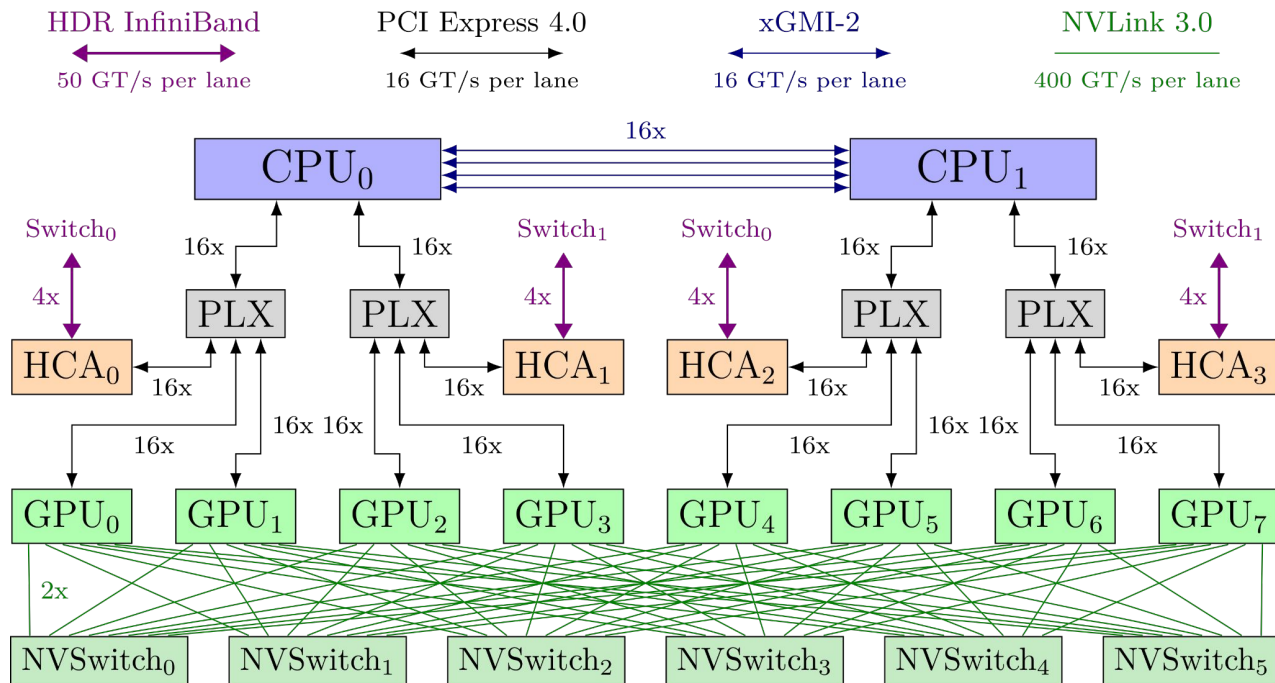 HDR InfiniBand PCI Express 4.0 xGMI-2 NVLink 3.0
50 GT/s per lane 16 GT/s per lane 16 GT/s per lane 400 GT/s per lane
16x
CPU₀ CPU₁
Switch₀ 16x 16x Switch₁ Switch₀ 16x 16x Switch₁
4x PLX PLX 4x 4x PLX PLX 4x
HCA₀ HCA₁ HCA₂ HCA₃
16x 16x 16x 16x
16x 16x 16x 16x 16x 16x 16x 16x
GPU₀ GPU₁ GPU₂ GPU₃ GPU₄ GPU₅ GPU₆ GPU₇
2x
NVSwitch₀ NVSwitch₁ NVSwitch₂ NVSwitch₃ NVSwitch₄ NVSwitch₅